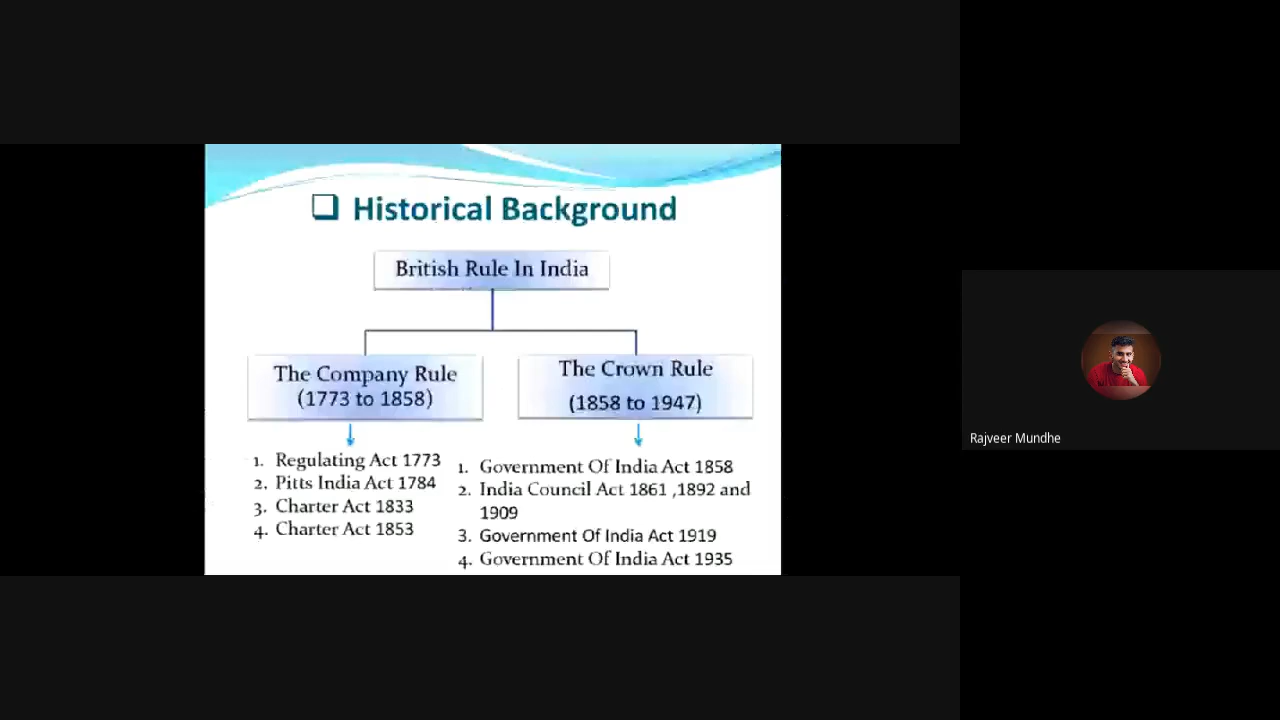 ❑ Historical Background
British Rule In India
The Company Rule
(1773 to 1858)
1. Regulating Act 1773
2. Pitts India Act 1784
3. Charter Act 1833
4. Charter Act 1853
The Crown Rule
(1858 to 1947)
1. Government Of India Act 1858
2. India Council Act 1861 ,1892 and
1909
3. Government Of India Act 1919
4. Government Of India Act 1935
Rajveer Mundhe